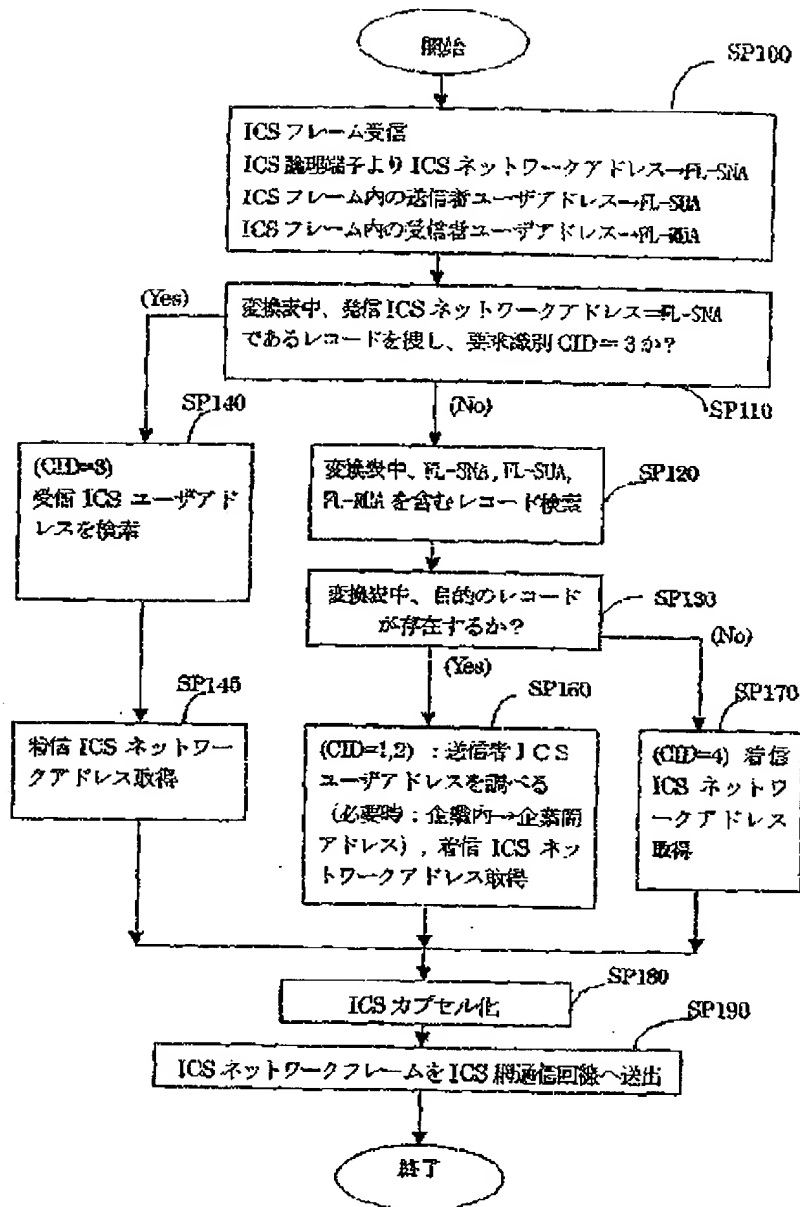 開始
SP100
ICS フレーム受信
ICS 論理端子より ICS ネットワークアドレス→FL-SNA
ICS フレーム内の送信者ユーザアドレス→FL-SUA
ICS フレーム内の受信者ユーザアドレス→FL-RUA
(Yes)
変換表中、発信 ICS ネットワークアドレス＝FL-SNA
であるレコードを捜し、要求識別 CID＝3 か？
SP110
(No)
SP140
(CID=3)
受信 ICS ユーザアド
レスを検索
変換表中、FL-SNA, FL-SUA,
FL-RUA を含むレコード検索
SP120
変換表中、目的のレコード
が存在するか？
SP130
(No)
(Yes)
SP145
着信 ICS ネットワー
クアドレス取得
SP160
(CID=1,2)：送信者ＩＣＳ
ユーザアドレスを調べる
（必要時：企業内→企業間
アドレス）, 着信 ICS ネッ
トワークアドレス取得
SP170
(CID=4) 着信
ICS ネットワ
ークアドレス
取得
SP180
ICS カプセル化
SP190
ICS ネットワークフレームを ICS 網通信回線へ送出
終了